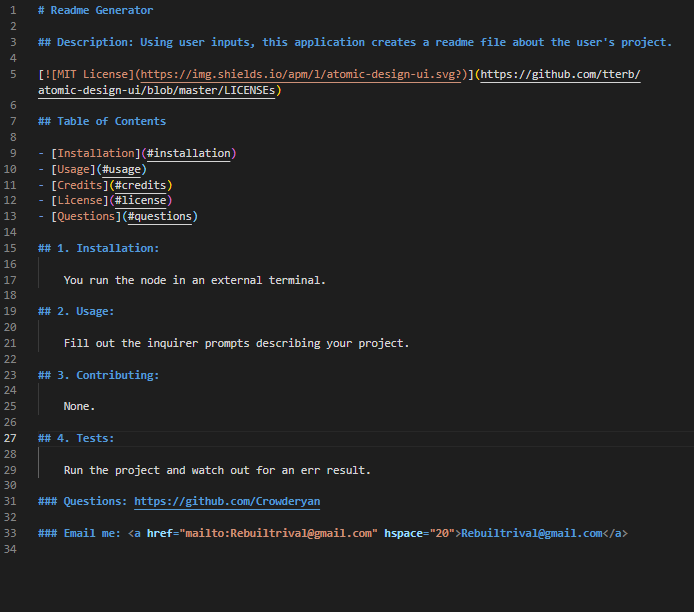 1 # Readme Generator
2
3 ## Description: Using user inputs, this application creates a readme file about the user's project.
4
5 [![MIT License](https://img.shields.io/apm/l/atomic-design-ui.svg?)](https://github.com/tterb/
atomic-design-ui/blob/master/LICENSEs)
6
7 ## Table of Contents
8
9 - [Installation](#installation)
10 - [Usage](#usage)
11 - [Credits](#credits)
12 - [License](#license)
13 - [Questions](#questions)
14
15 ## 1. Installation:
16
17 You run the node in an external terminal.
18
19 ## 2. Usage:
20
21 Fill out the inquirer prompts describing your project.
22
23 ## 3. Contributing:
24
25 None.
26
27 ## 4. Tests:
28
29 Run the project and watch out for an err result.
30
31 ### Questions: https://github.com/Crowderyan
32
33 ### Email me: <a href="mailto:Rebuiltrival@gmail.com" hspace="20">Rebuiltrival@gmail.com</a>
34